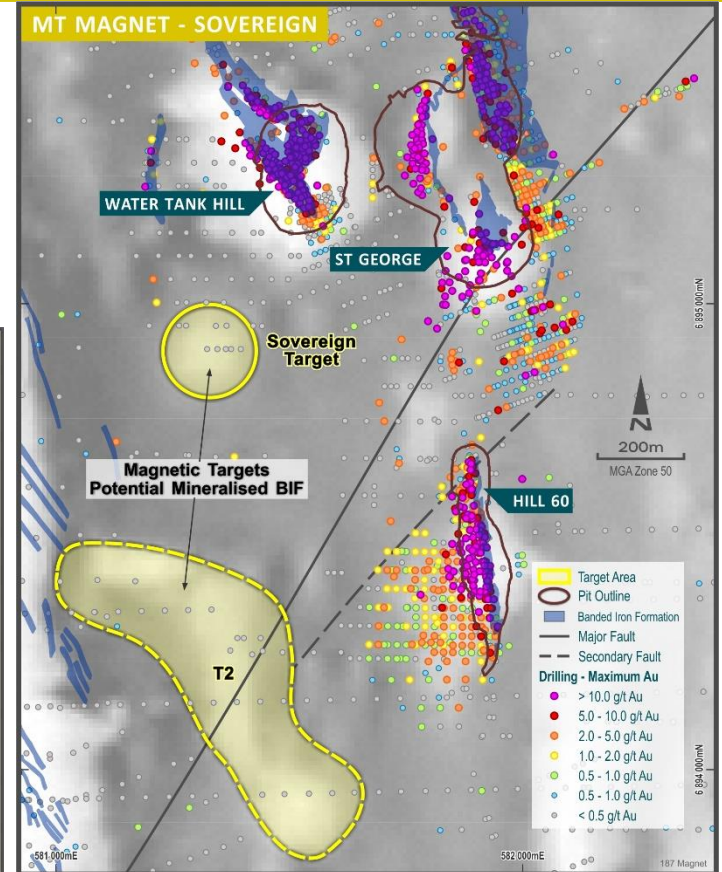 MT MAGNET - SOVEREIGN
WATER TANK HILL
ST GEORGE
6 895 000mN
Sovereign
Target
N
200m
MGA Zone 50
Magnetic Targets
Potential Mineralised BIF
HILL 60
T2
Target Area
Pit Outline
Banded Iron Formation
Major Fault
Secondary Fault
Drilling - Maximum Au
> 10.0 g/t Au
5.0 - 10.0 g/t Au
2.0 - 5.0 g/t Au
1.0 - 2.0 g/t Au
0.5 - 1.0 g/t Au
0.5 - 1.0 g/t Au
< 0.5 g/t Au
6 894 000mN
581 000mE
582 000mE
187 Magnet